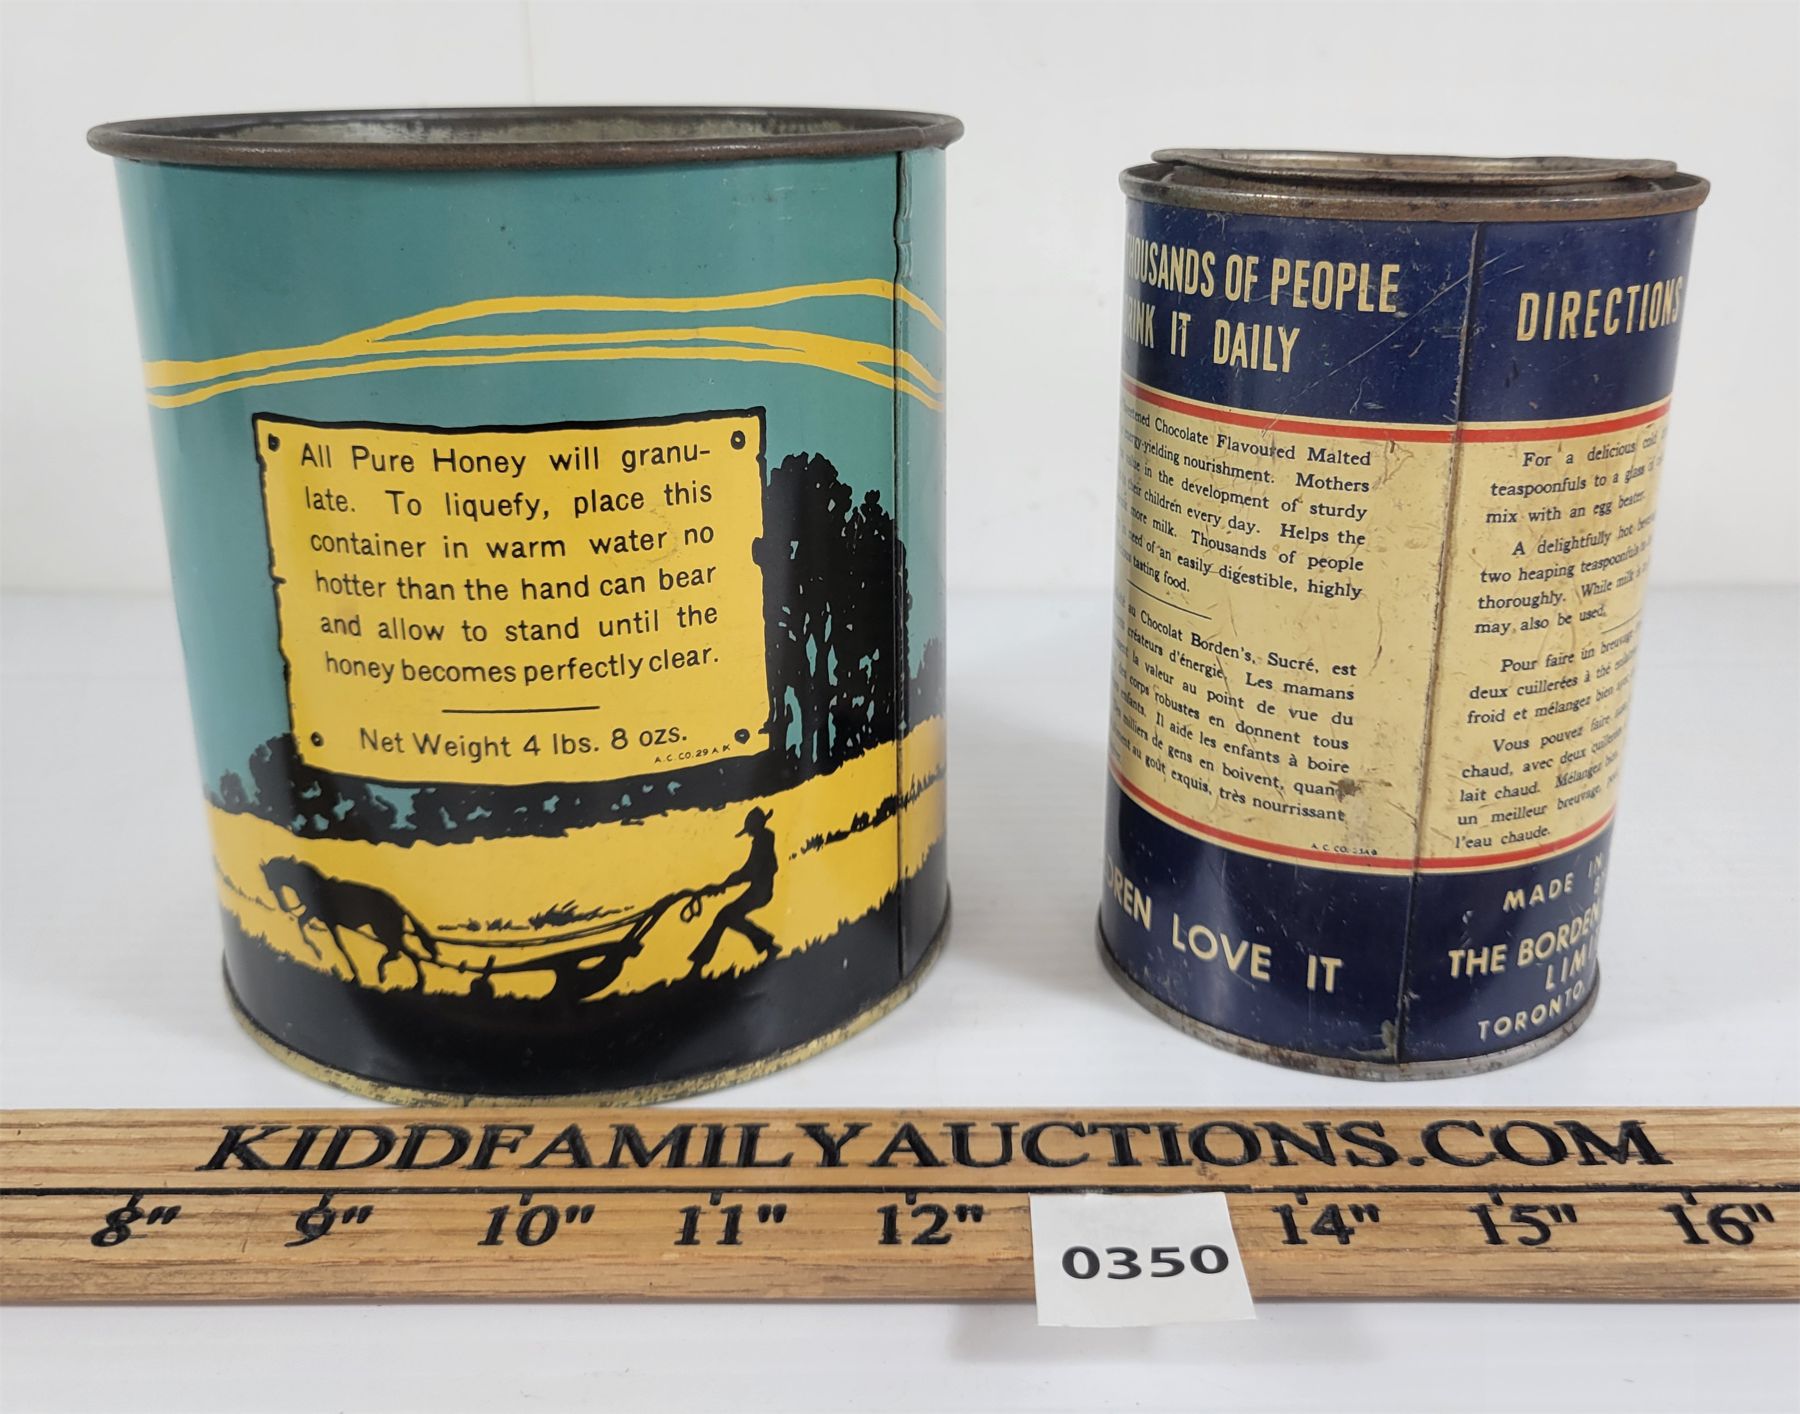 All Pure Honey will granu-
late. To liquefy, place this
container in warm water no
hotter than the hand can bear
and allow to stand until the
honey becomes perfectly clear.
Net Weight 4 lbs. 8 ozs.
A.C.CO. 29 A K
OF PEOPLE
IT DAILY
Chocolate Flavoured Malted
nourishment. Mothers
in the development of sturdy
their children every day. Helps the
more milk. Thousands of people
need of an easily digestible, highly
tasting food.
au Chocolat Borden's, Sucré, est
créateurs d'énergie. Les mamans
la valeur au point de vue du
corps robustes en donnent tous
enfants. Il aide les enfants à boire
milliers de gens en boivent,
au goût exquis, très nourrissant
A. C. CO.
LOVE IT
DIRECTIONS
For a delicious cold
teaspoonfuls to a glass of
mix with an egg beater.
A delightfully hot
two heaping teaspoonfuls
thoroughly. While milk
may also be used.
Pour faire un breuvage
deux cuillerées à thé
froid et mélangez bien
Vous pouvez faire
chaud, avec deux
lait chaud. Mélangez
un meilleur breuvage,
l'eau chaude.
MADE IN
THE BORDEN
TORONTO,
KIDDFAMILYAUCTIONS.COM
8" 9" 10" 11" 12" 14" 15" 16"
0350